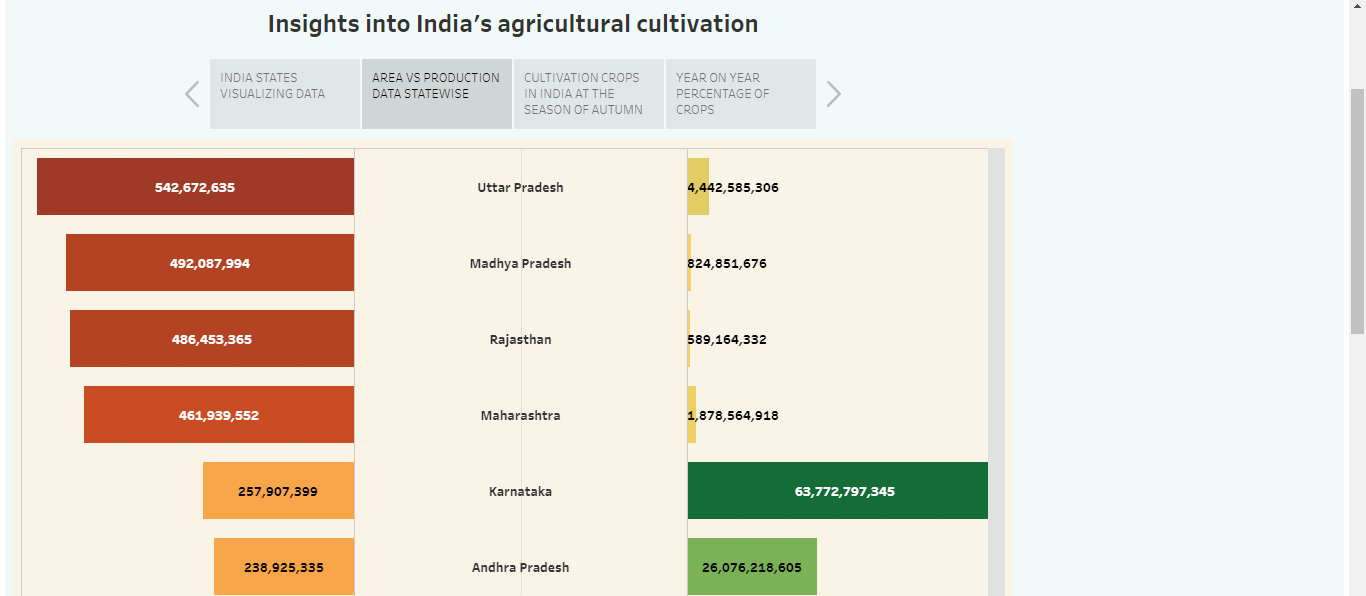 Insights into India’s agricultural cultivation
INDIA STATES
VISUALIZING DATA
AREA VS PRODUCTION
DATA STATEWISE
CULTIVATION CROPS
IN INDIA AT THE
SEASON OF AUTUMN
YEAR ON YEAR
PERCENTAGE OF
CROPS
542,672,635 Uttar Pradesh 4,442,585,306
492,087,994 Madhya Pradesh 824,851,676
486,453,365 Rajasthan 589,164,332
461,939,552 Maharashtra 1,878,564,918
257,907,399 Karnataka 63,772,797,345
238,925,335 Andhra Pradesh 26,076,218,605